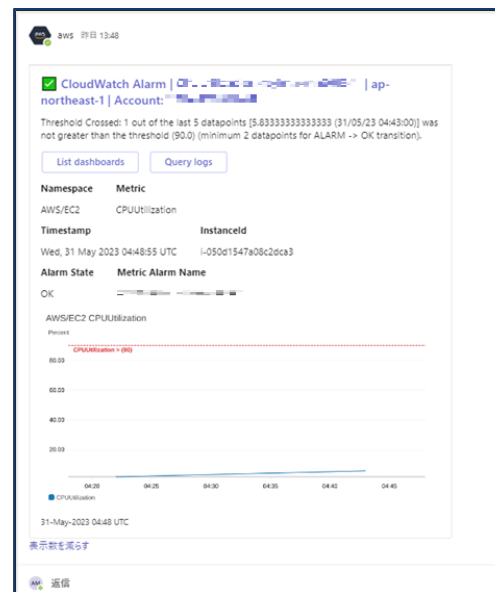 aws 昨日 13:48
CloudWatch Alarm | | ap-
northeast-1 | Account:
Threshold Crossed: 1 out of the last 5 datapoints [5.83333333333333 (31/05/23 04:43:00)] was
not greater than the threshold (90.0) (minimum 2 datapoints for ALARM -> OK transition).
List dashboards Query logs
Namespace Metric
AWS/EC2 CPUUtilization
Timestamp InstanceId
Wed, 31 May 2023 04:48:55 UTC i-050d1547a08c2dca3
Alarm State Metric Alarm Name
OK
AWS/EC2 CPUUtilization
Percent
CPUUtilization > (90)
80.00
60.00
40.00
20.00
04:20 04:25 04:30 04:35 04:40 04:45
CPUUtilization
31-May-2023 04:48 UTC
表示数を減らす
返信